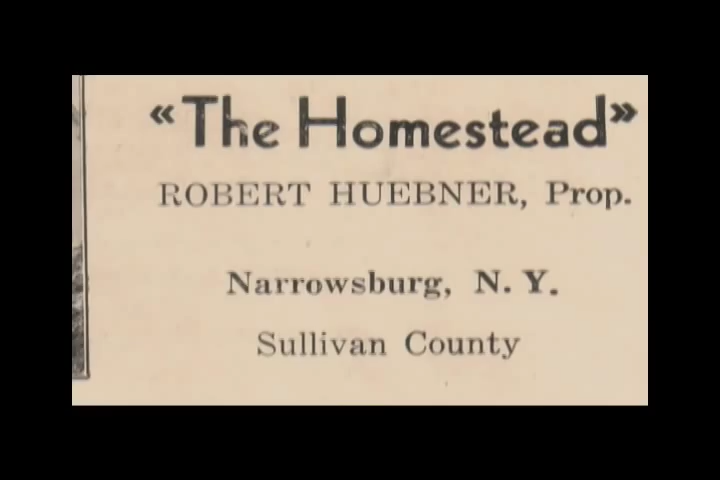 «The Homestead»
ROBERT HUEBNER, Prop.
Narrowsburg, N. Y.
Sullivan County